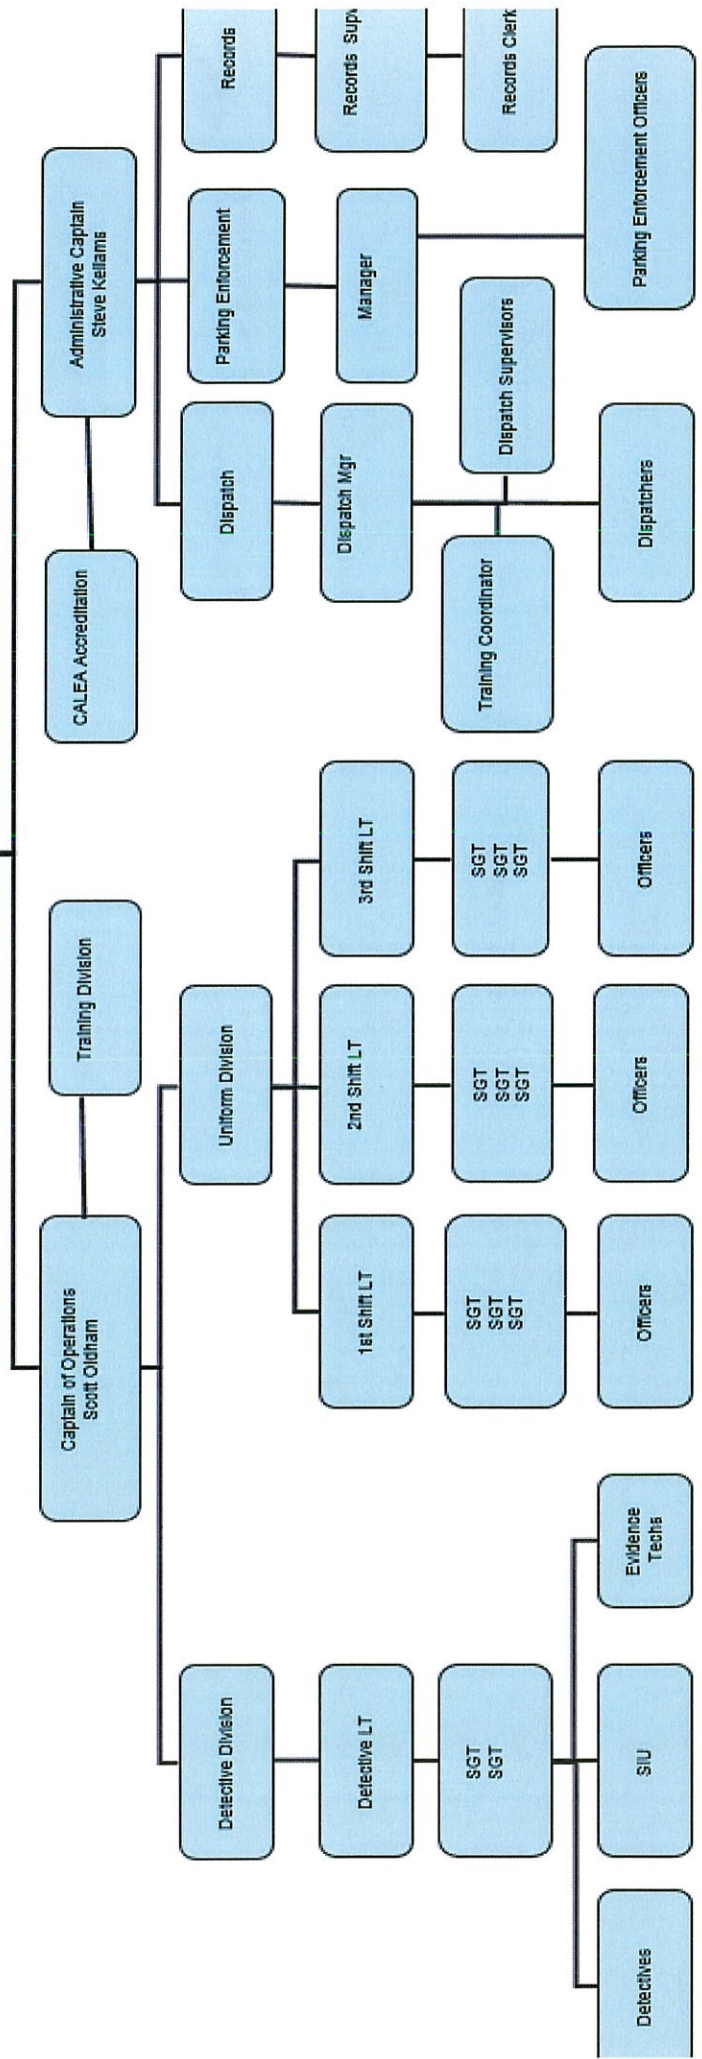 Captain of Operations
Scott Oldham
Training Division
CALEA Accreditation
Administrative Captain
Steve Kellams
Detective Division
Uniform Division
Dispatch
Parking Enforcement
Records
Detective LT
1st Shift LT
2nd Shift LT
3rd Shift LT
Dispatch Mgr
Manager
Records Supv
SGT
SGT
SGT
SGT
SGT
SGT
SGT
SGT
SGT
SGT
SGT
Training Coordinator
Dispatch Supervisors
Records Clerk
Detectives
SIU
Evidence
Techs
Officers
Officers
Officers
Dispatchers
Parking Enforcement Officers